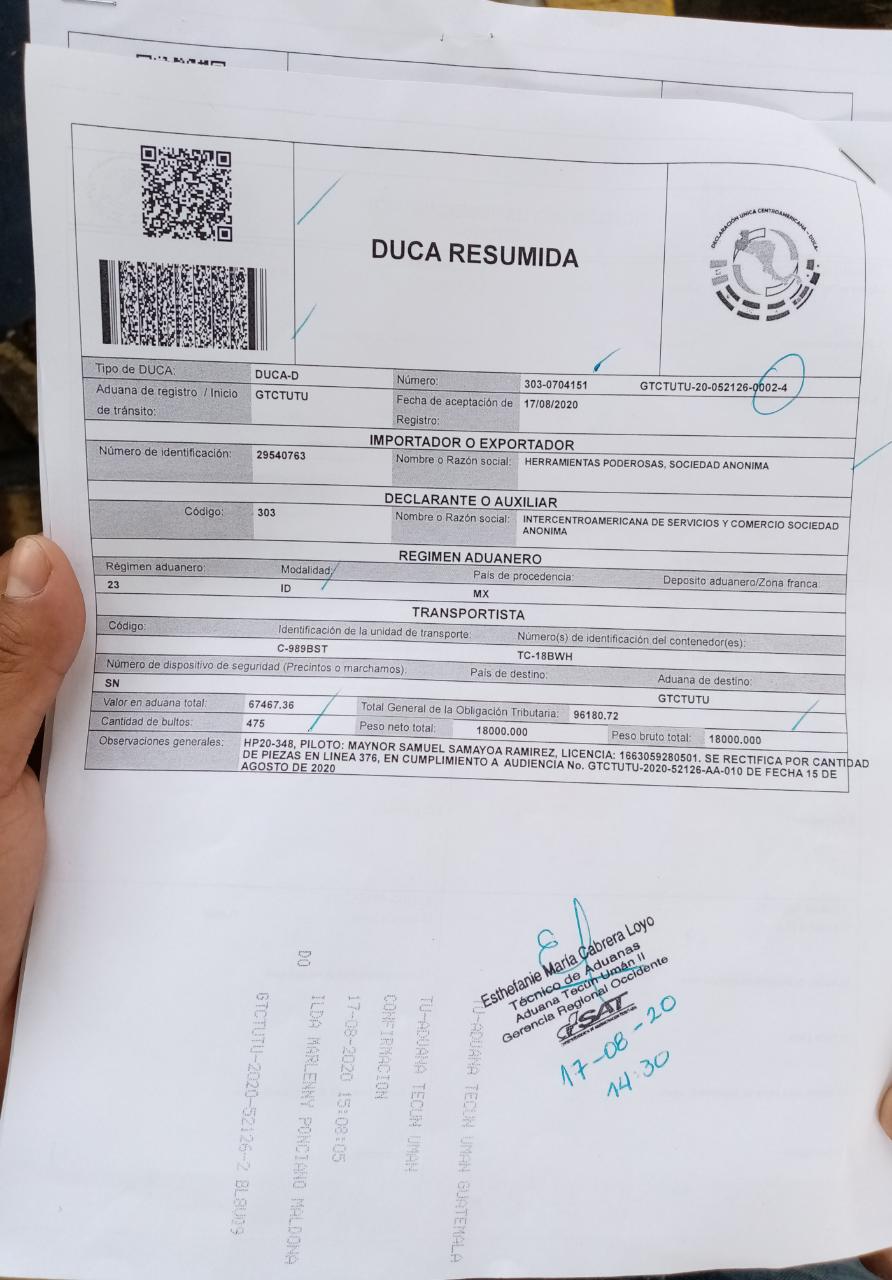 DECLARACIÓN UNICA CENTROAMERICANA - DUCA-
DUCA RESUMIDA
Tipo de DUCA: DUCA-D Número: 303-0704151 GTCTUTU-20-052126-0002-4
Aduana de registro / Inicio de tránsito: GTCTUTU Fecha de aceptación de Registro: 17/08/2020
IMPORTADOR O EXPORTADOR
Número de identificación: 29540763 Nombre o Razón social: HERRAMIENTAS PODEROSAS, SOCIEDAD ANONIMA
DECLARANTE O AUXILIAR
Código: 303 Nombre o Razón social: INTERCENTROAMERICANA DE SERVICIOS Y COMERCIO SOCIEDAD
ANONIMA
REGIMEN ADUANERO
Régimen aduanero: Modalidad: País de procedencia: Deposito aduanero/Zona franca:
23 ID MX
TRANSPORTISTA
Código: Identificación de la unidad de transporte: Número(s) de identificación del contenedor(es):
C-989BST TC-18BWH
Número de dispositivo de seguridad (Precintos o marchamos): País de destino: Aduana de destino:
SN GTCTUTU
Valor en aduana total: 67467.36 Total General de la Obligación Tributaria: 96180.72
Cantidad de bultos: 475 Peso neto total: 18000.000 Peso bruto total: 18000.000
Observaciones generales: HP20-348, PILOTO: MAYNOR SAMUEL SAMAYOA RAMIREZ, LICENCIA: 1663059280501. SE RECTIFICA POR CANTIDAD
DE PIEZAS EN LINEA 376, EN CUMPLIMIENTO A AUDIENCIA No. GTCTUTU-2020-52126-AA-010 DE FECHA 15 DE
AGOSTO DE 2020
Esthefanie María Cabrera Loyo
Técnico de Aduanas
Aduana Tecún Umán II
Gerencia Regional Occidente
SAT
17-08-20
14:30
TU-ADUANA TECUN UMAN GUATEMALA
TU-ADUANA TECUN UMAN
CONFIRMACION
17-08-2020 15:08:05
DO ILDA MARLENNY PONCIANO MALDONA
GTCTUTU-2020-52126-2